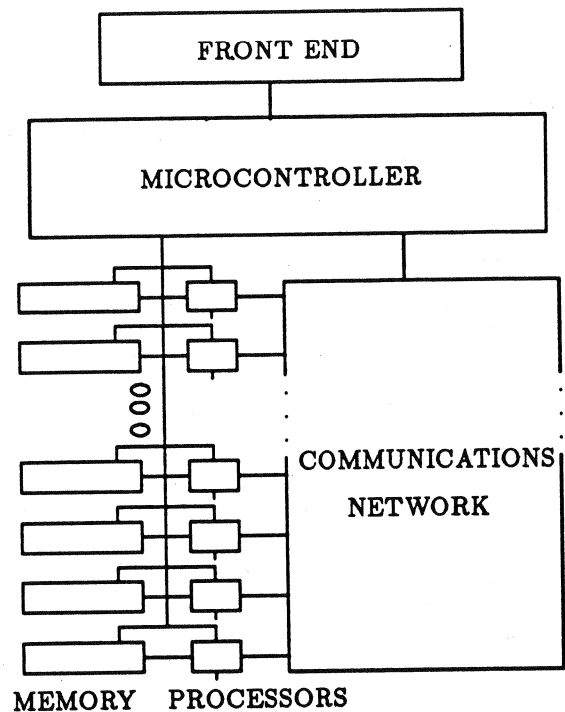 FRONT END
MICROCONTROLLER
COMMUNICATIONS
NETWORK
MEMORY PROCESSORS